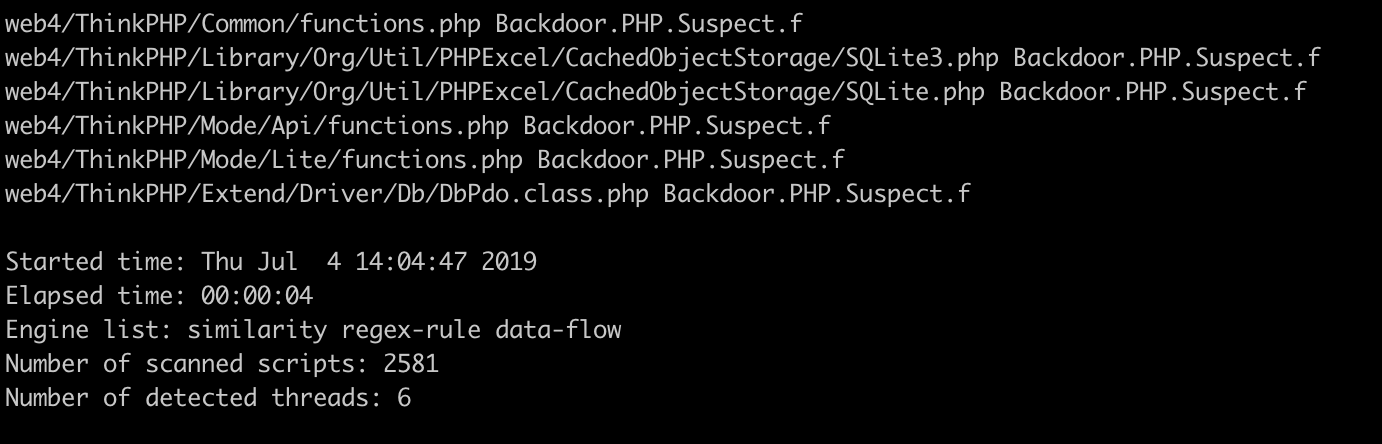 web4/ThinkPHP/Common/functions.php Backdoor.PHP.Suspect.f
web4/ThinkPHP/Library/Org/Util/PHPExcel/CachedObjectStorage/SQLite3.php Backdoor.PHP.Suspect.f
web4/ThinkPHP/Library/Org/Util/PHPExcel/CachedObjectStorage/SQLite.php Backdoor.PHP.Suspect.f
web4/ThinkPHP/Mode/Api/functions.php Backdoor.PHP.Suspect.f
web4/ThinkPHP/Mode/Lite/functions.php Backdoor.PHP.Suspect.f
web4/ThinkPHP/Extend/Driver/Db/DbPdo.class.php Backdoor.PHP.Suspect.f
Started time: Thu Jul  4 14:04:47 2019
Elapsed time: 00:00:04
Engine list: similarity regex-rule data-flow
Number of scanned scripts: 2581
Number of detected threads: 6